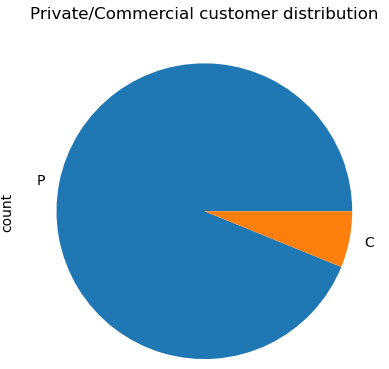 Private/Commercial customer distribution
P
count
C